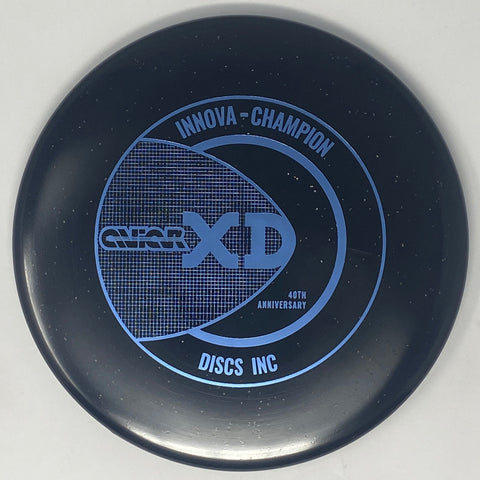 INNOVA - CHAMPION
AVIAR XD
40TH
ANNIVERSARY
DISCS INC